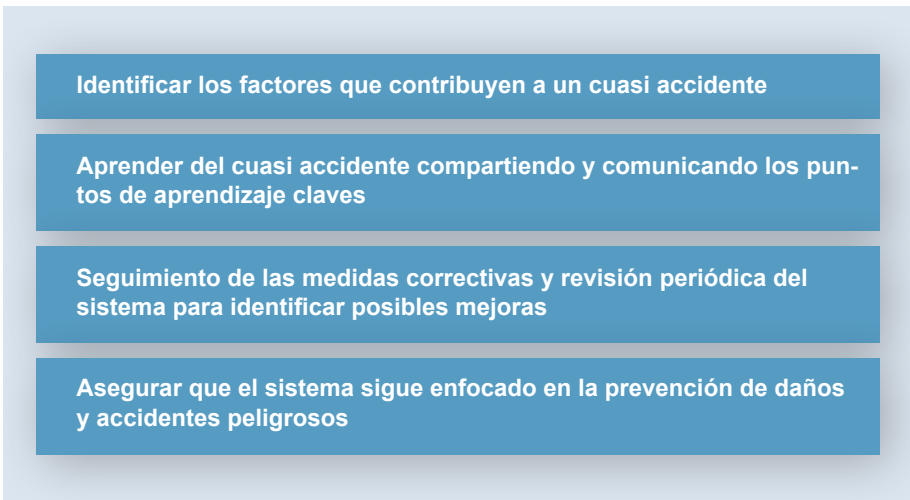 Identificar los factores que contribuyen a un cuasi accidente
Aprender del cuasi accidente compartiendo y comunicando los pun-
tos de aprendizaje claves
Seguimiento de las medidas correctivas y revisión periódica del
sistema para identificar posibles mejoras
Asegurar que el sistema sigue enfocado en la prevención de daños
y accidentes peligrosos